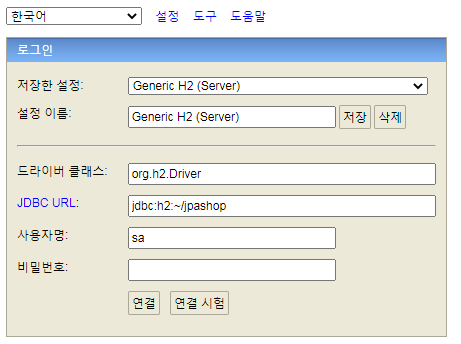 한국어 설정 도구 도움말
로그인
저장한 설정: Generic H2 (Server)
설정 이름: Generic H2 (Server) 저장 삭제
드라이버 클래스: org.h2.Driver
JDBC URL: jdbc:h2:~/jpashop
사용자명: sa
비밀번호:
연결 연결 시험